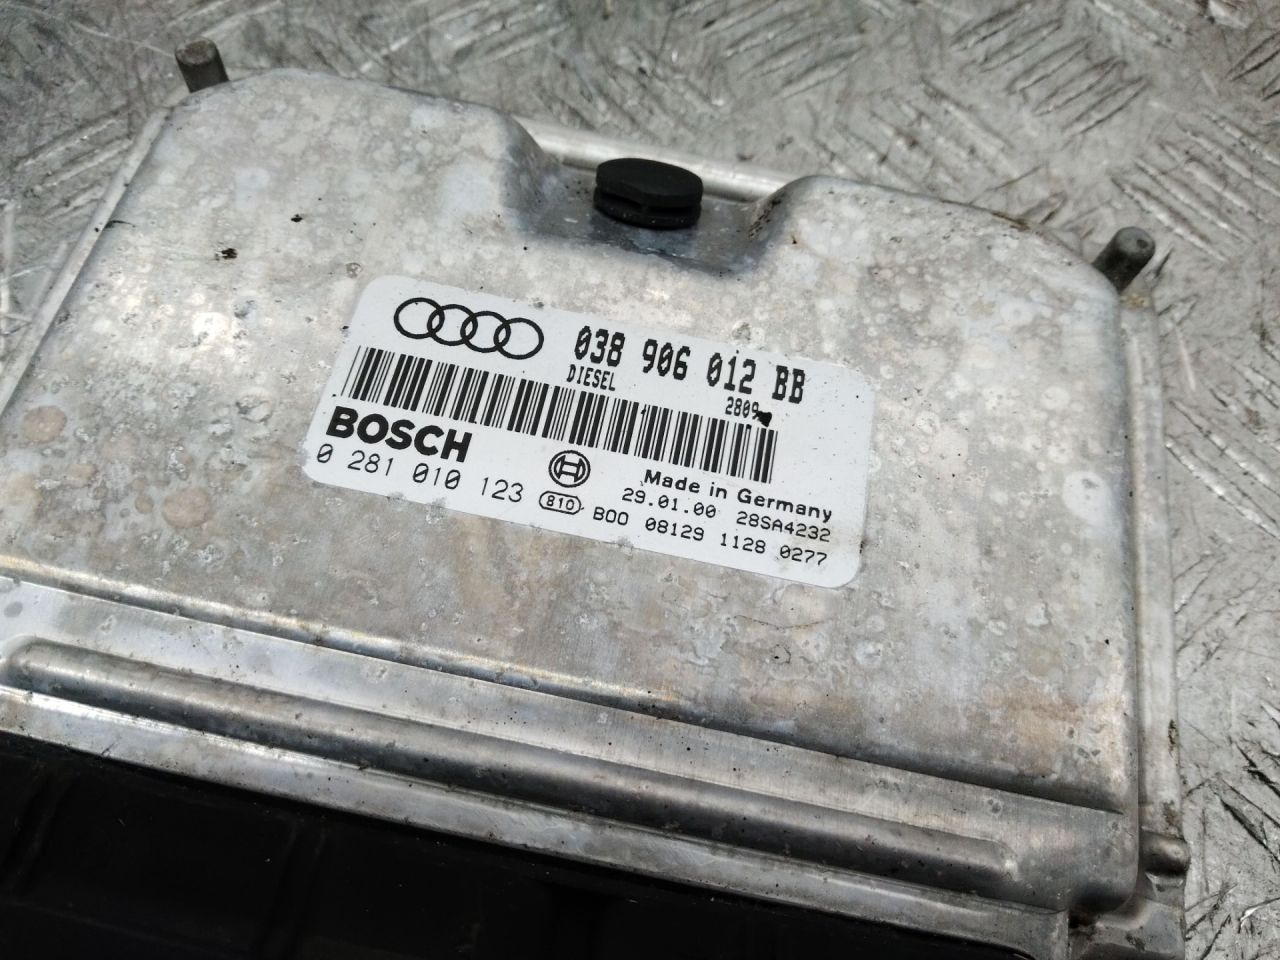 038 906 012 BB
DIESEL
2809
BOSCH
0 281 010 123
Made in Germany
29.01.00 28SA4232
810 B00 08129 1128 0277